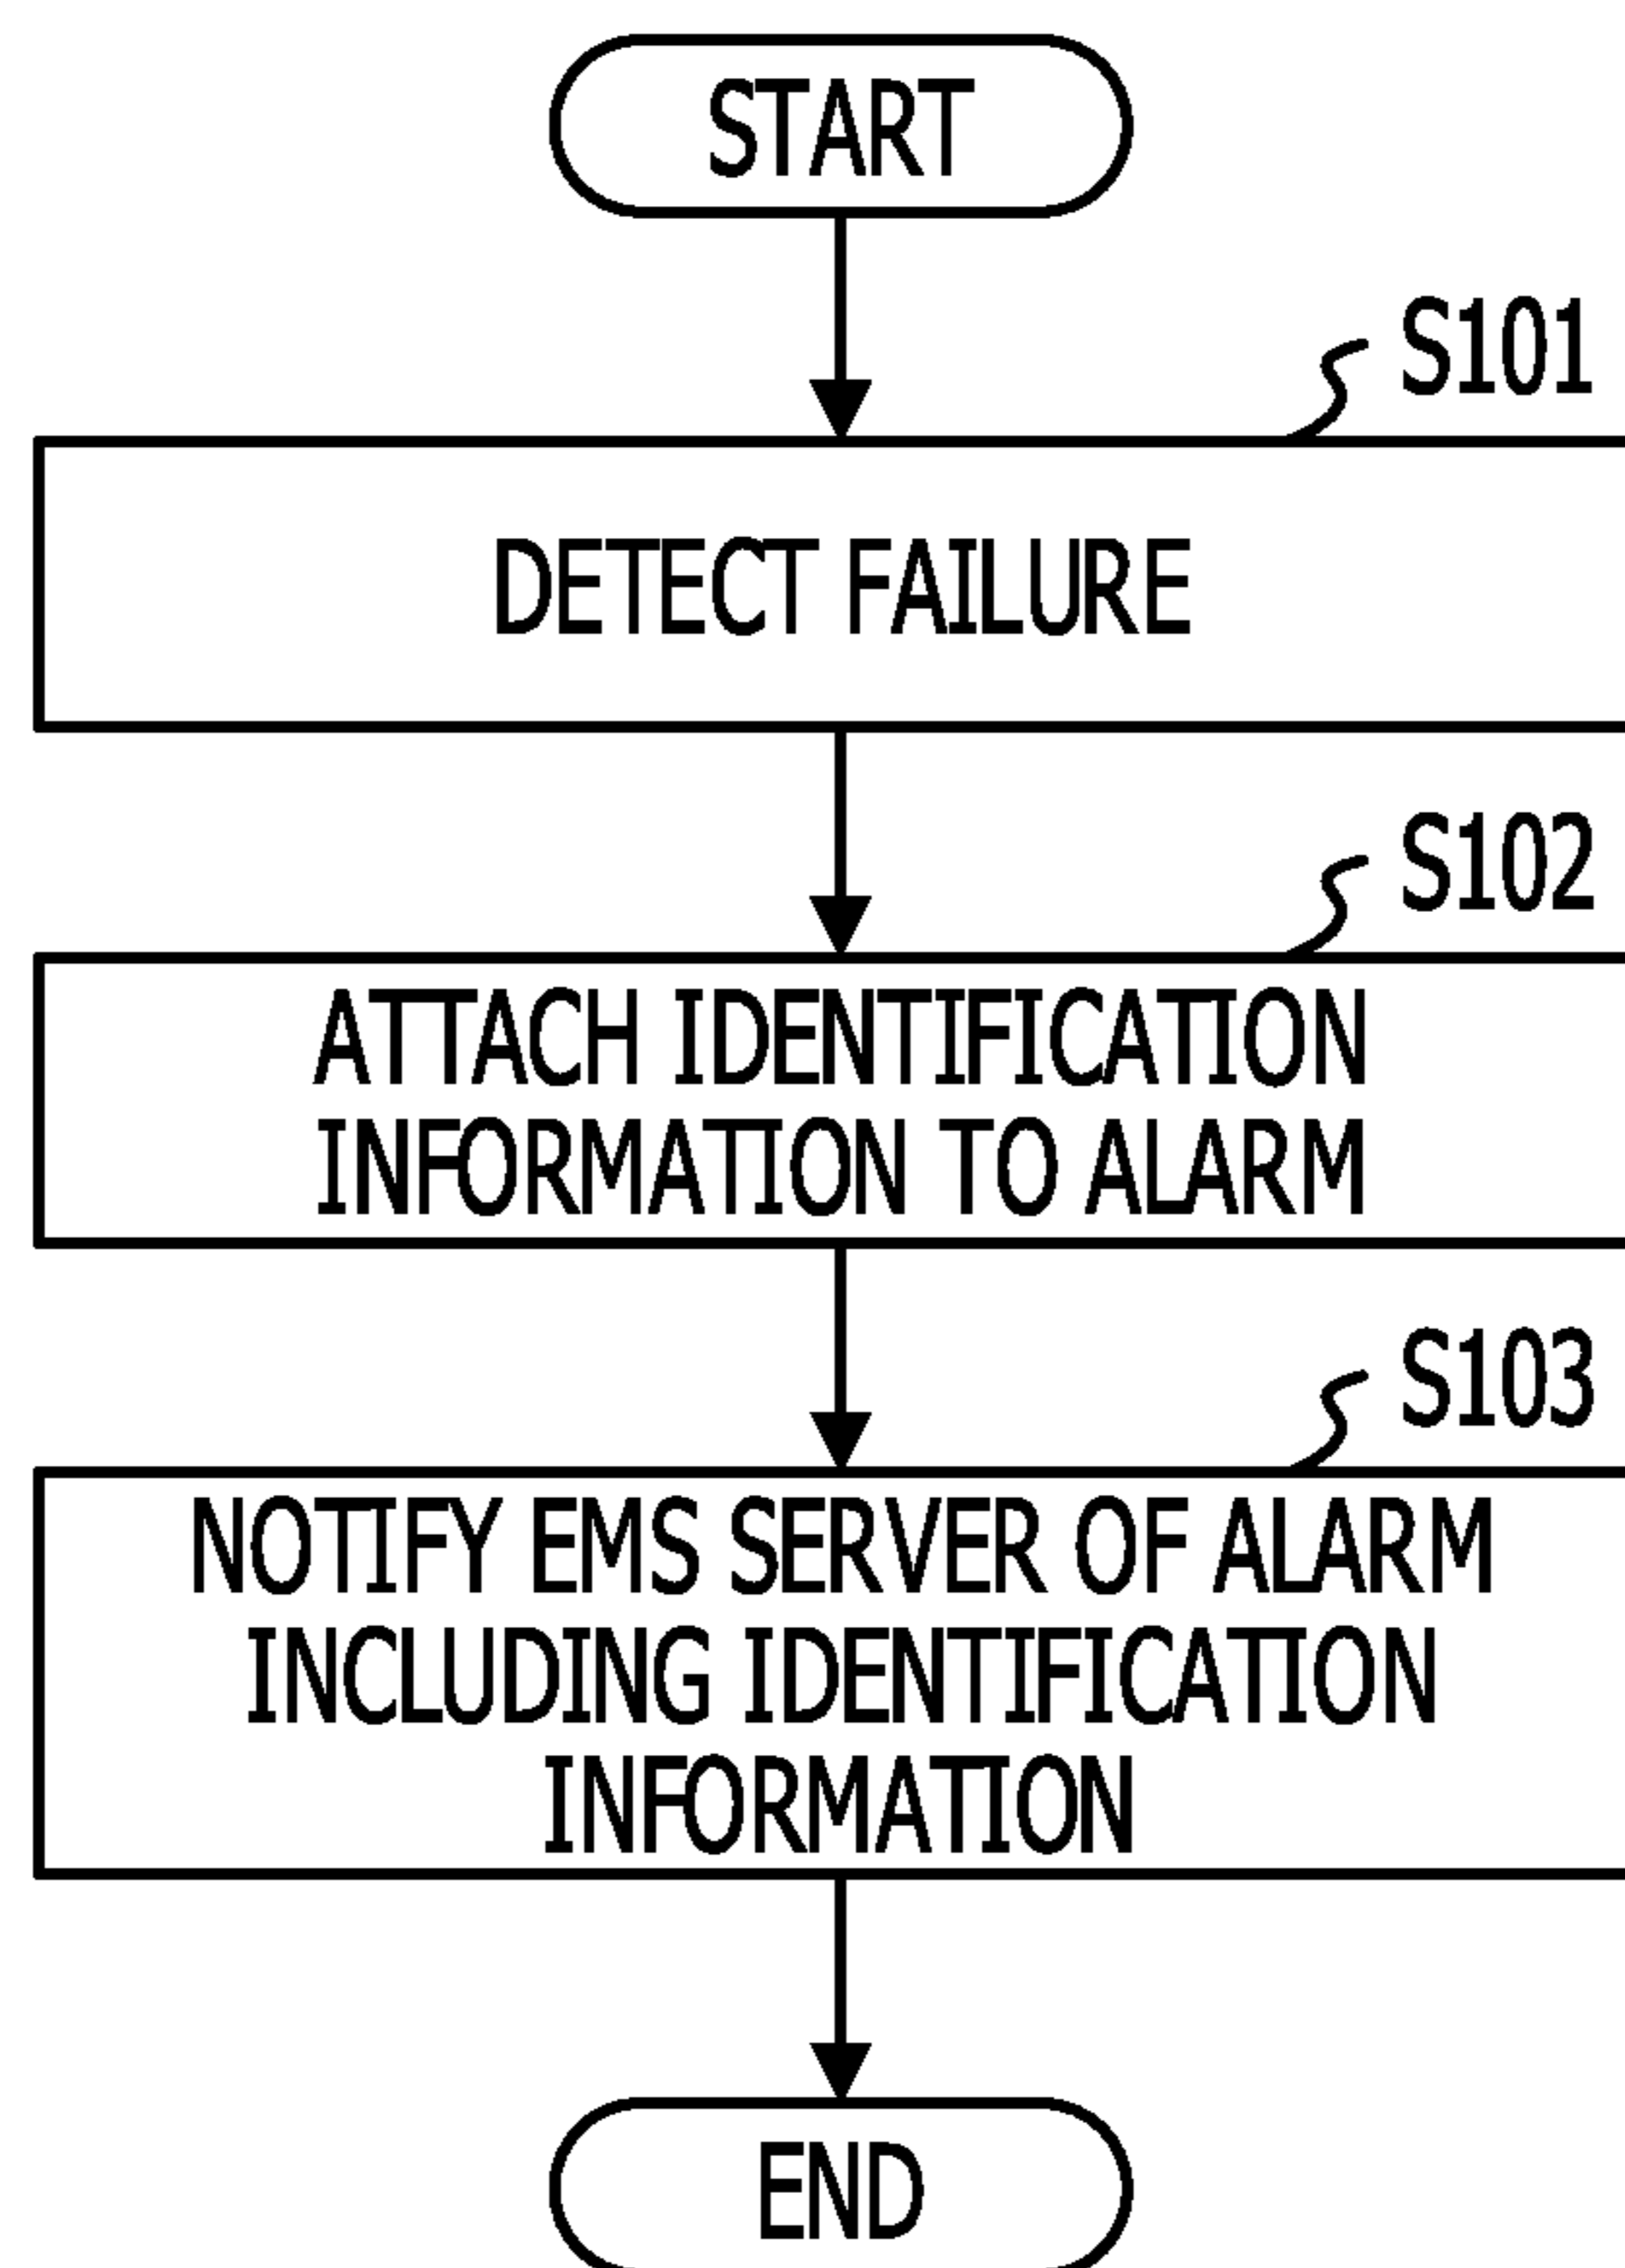 START
S101
DETECT FAILURE
S102
ATTACH IDENTIFICATION
INFORMATION TO ALARM
S103
NOTIFY EMS SERVER OF ALARM
INCLUDING IDENTIFICATION
INFORMATION
END